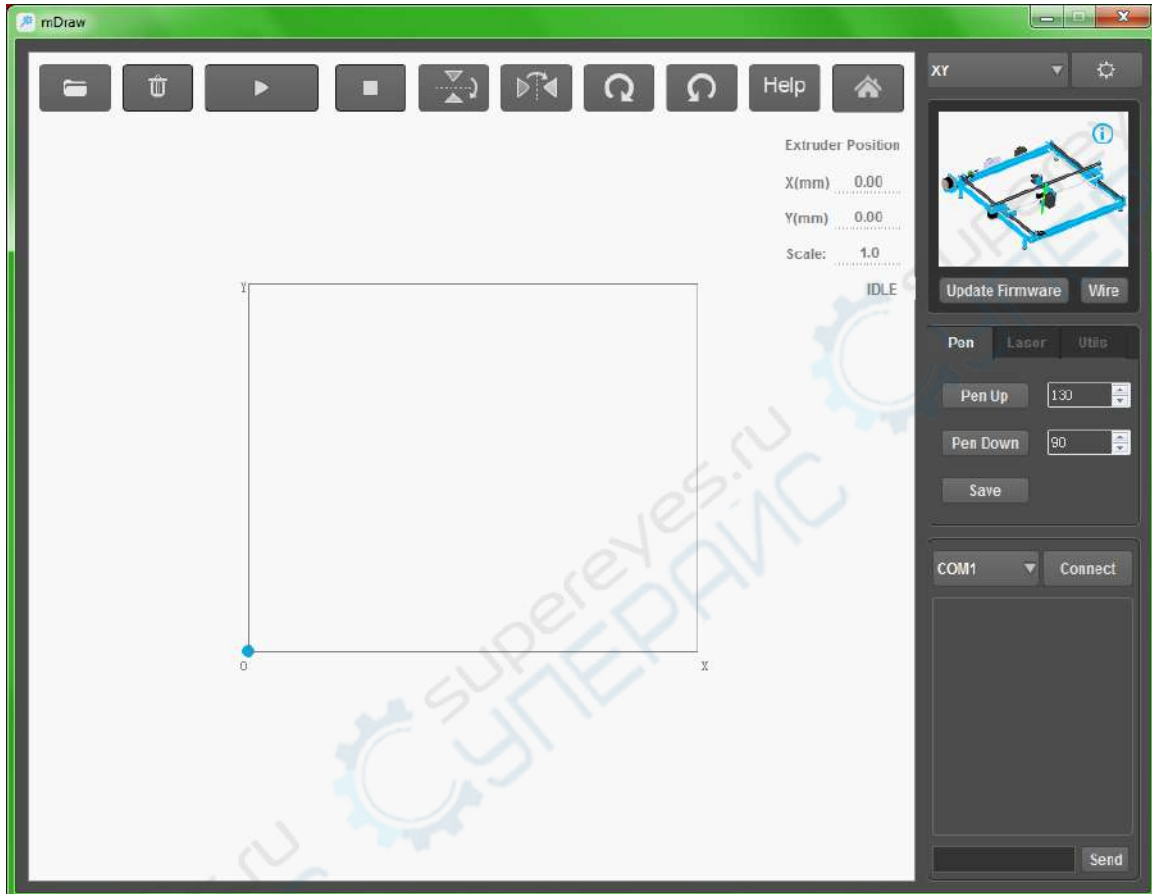 mDraw
Help
Extruder Position
X(mm) 0.00
Y(mm) 0.00
Scale: 1.0
IDLE
Y
O
X
XY
Update Firmware Wire
Pen Laser Utils
Pen Up 130
Pen Down 90
Save
COM1 Connect
Send
supereyes.ru
СУПЕРАЙС